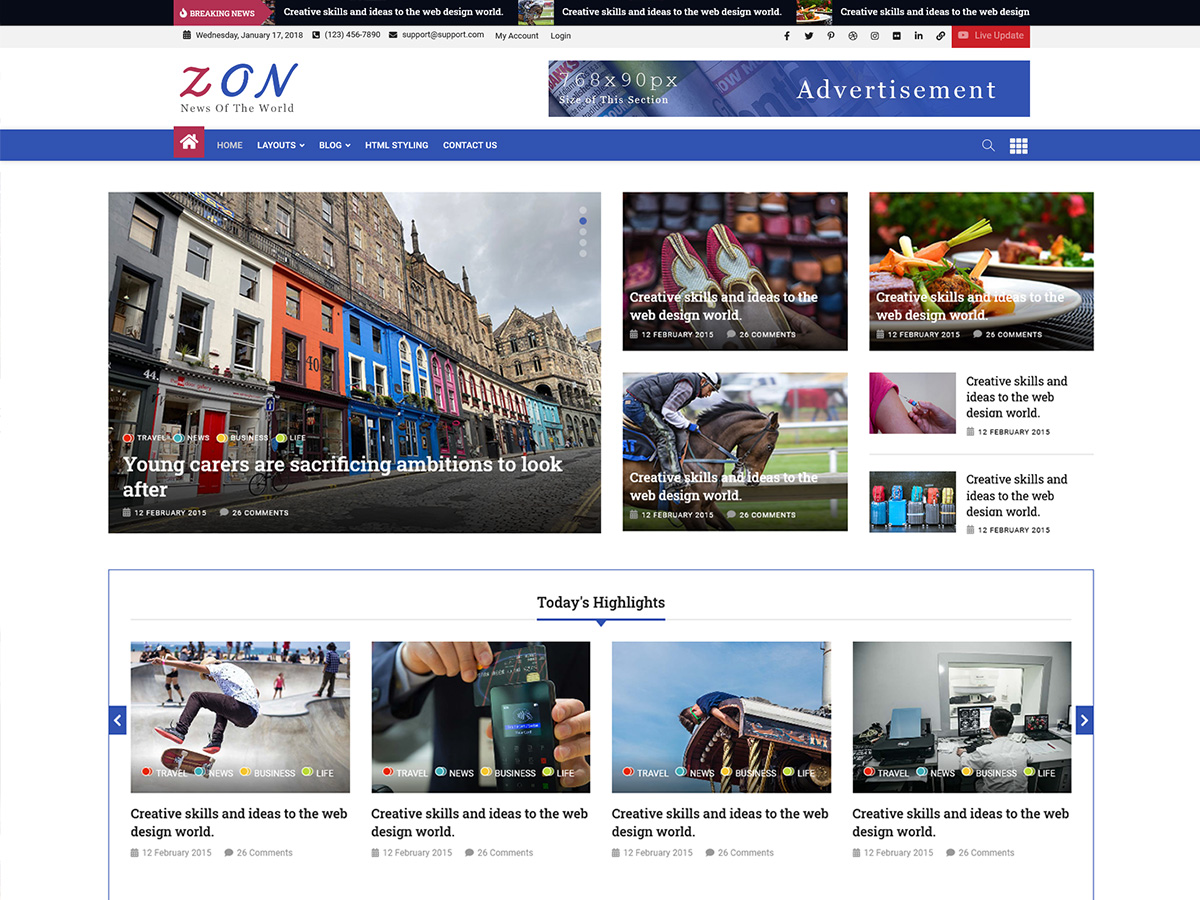 BREAKING NEWS
Creative skills and ideas to the web design world.
Creative skills and ideas to the web design world.
Creative skills and ideas to the web design
Wednesday, January 17, 2018
(123) 456-7890
support@support.com
My Account
Login
Live Update
ZON
News Of The World
768x90px
Size of This Section
Advertisement
HOME
LAYOUTS
BLOG
HTML STYLING
CONTACT US
44
40
TRAVEL NEWS BUSINESS LIFE
Young carers are sacrificing ambitions to look
after
12 FEBRUARY 2015 26 COMMENTS
Creative skills and ideas to the
web design world.
12 FEBRUARY 2015 26 COMMENTS
Creative skills and ideas to the
web design world.
12 FEBRUARY 2015 26 COMMENTS
Creative skills and ideas to the
web design world.
12 FEBRUARY 2015 26 COMMENTS
Creative skills and
ideas to the web
design world.
12 FEBRUARY 2015
Creative skills and
ideas to the web
design world.
12 FEBRUARY 2015
Today's Highlights
TRAVEL NEWS BUSINESS LIFE
Creative skills and ideas to the web
design world.
12 February 2015 26 Comments
TRAVEL NEWS BUSINESS LIFE
Creative skills and ideas to the web
design world.
12 February 2015 26 Comments
TRAVEL NEWS BUSINESS LIFE
Creative skills and ideas to the web
design world.
12 February 2015 26 Comments
TRAVEL NEWS BUSINESS LIFE
Creative skills and ideas to the web
design world.
12 February 2015 26 Comments